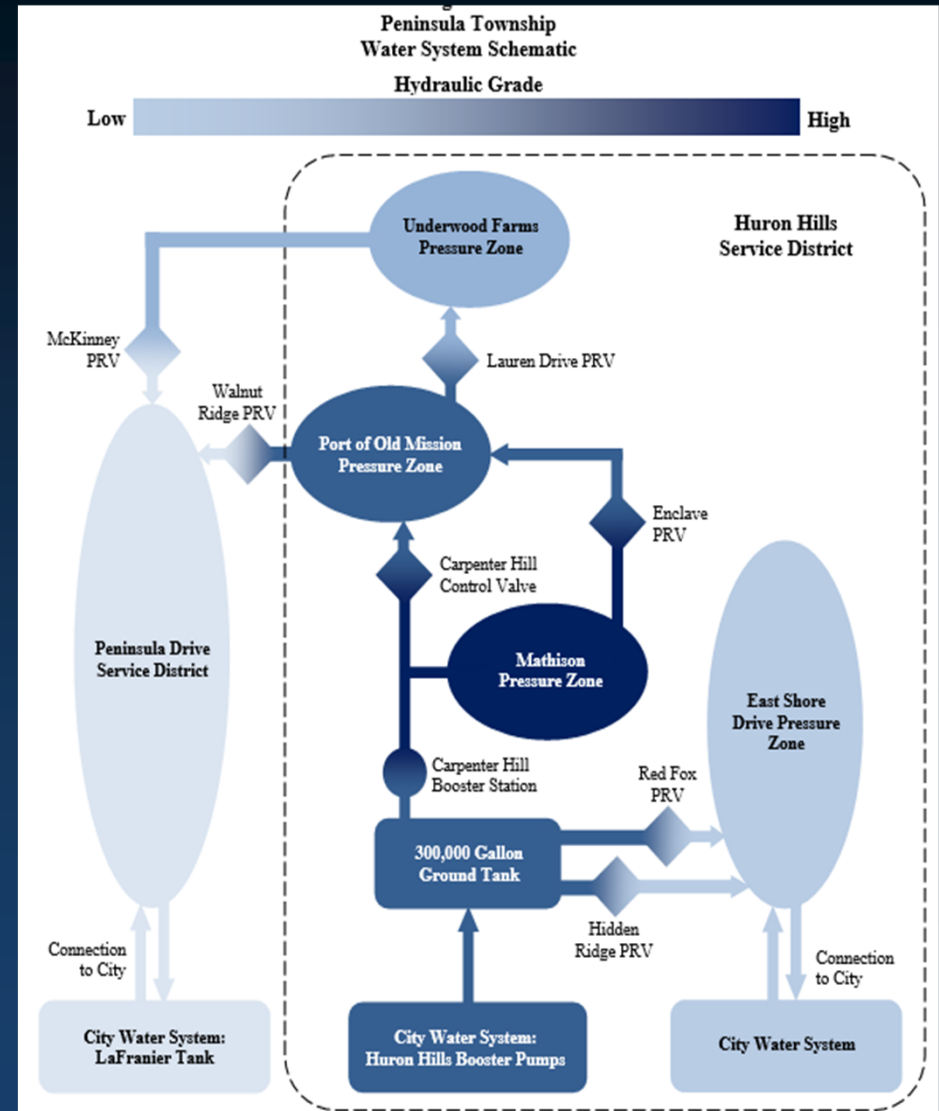 Peninsula Township
Water System Schematic
Hydraulic Grade
Low
High
Underwood Farms
Pressure Zone
Huron Hills
Service District
McKinney
PRV
Lauren Drive PRV
Walnut
Ridge PRV
Port of Old Mission
Pressure Zone
Enclave
PRV
Carpenter Hill
Control Valve
Peninsula Drive
Service District
Mathison
Pressure Zone
East Shore
Drive Pressure
Zone
Carpenter Hill
Booster Station
Red Fox
PRV
300,000 Gallon
Ground Tank
Hidden
Ridge PRV
Connection
to City
Connection
to City
City Water System:
LaFranier Tank
City Water System:
Huron Hills Booster Pumps
City Water System